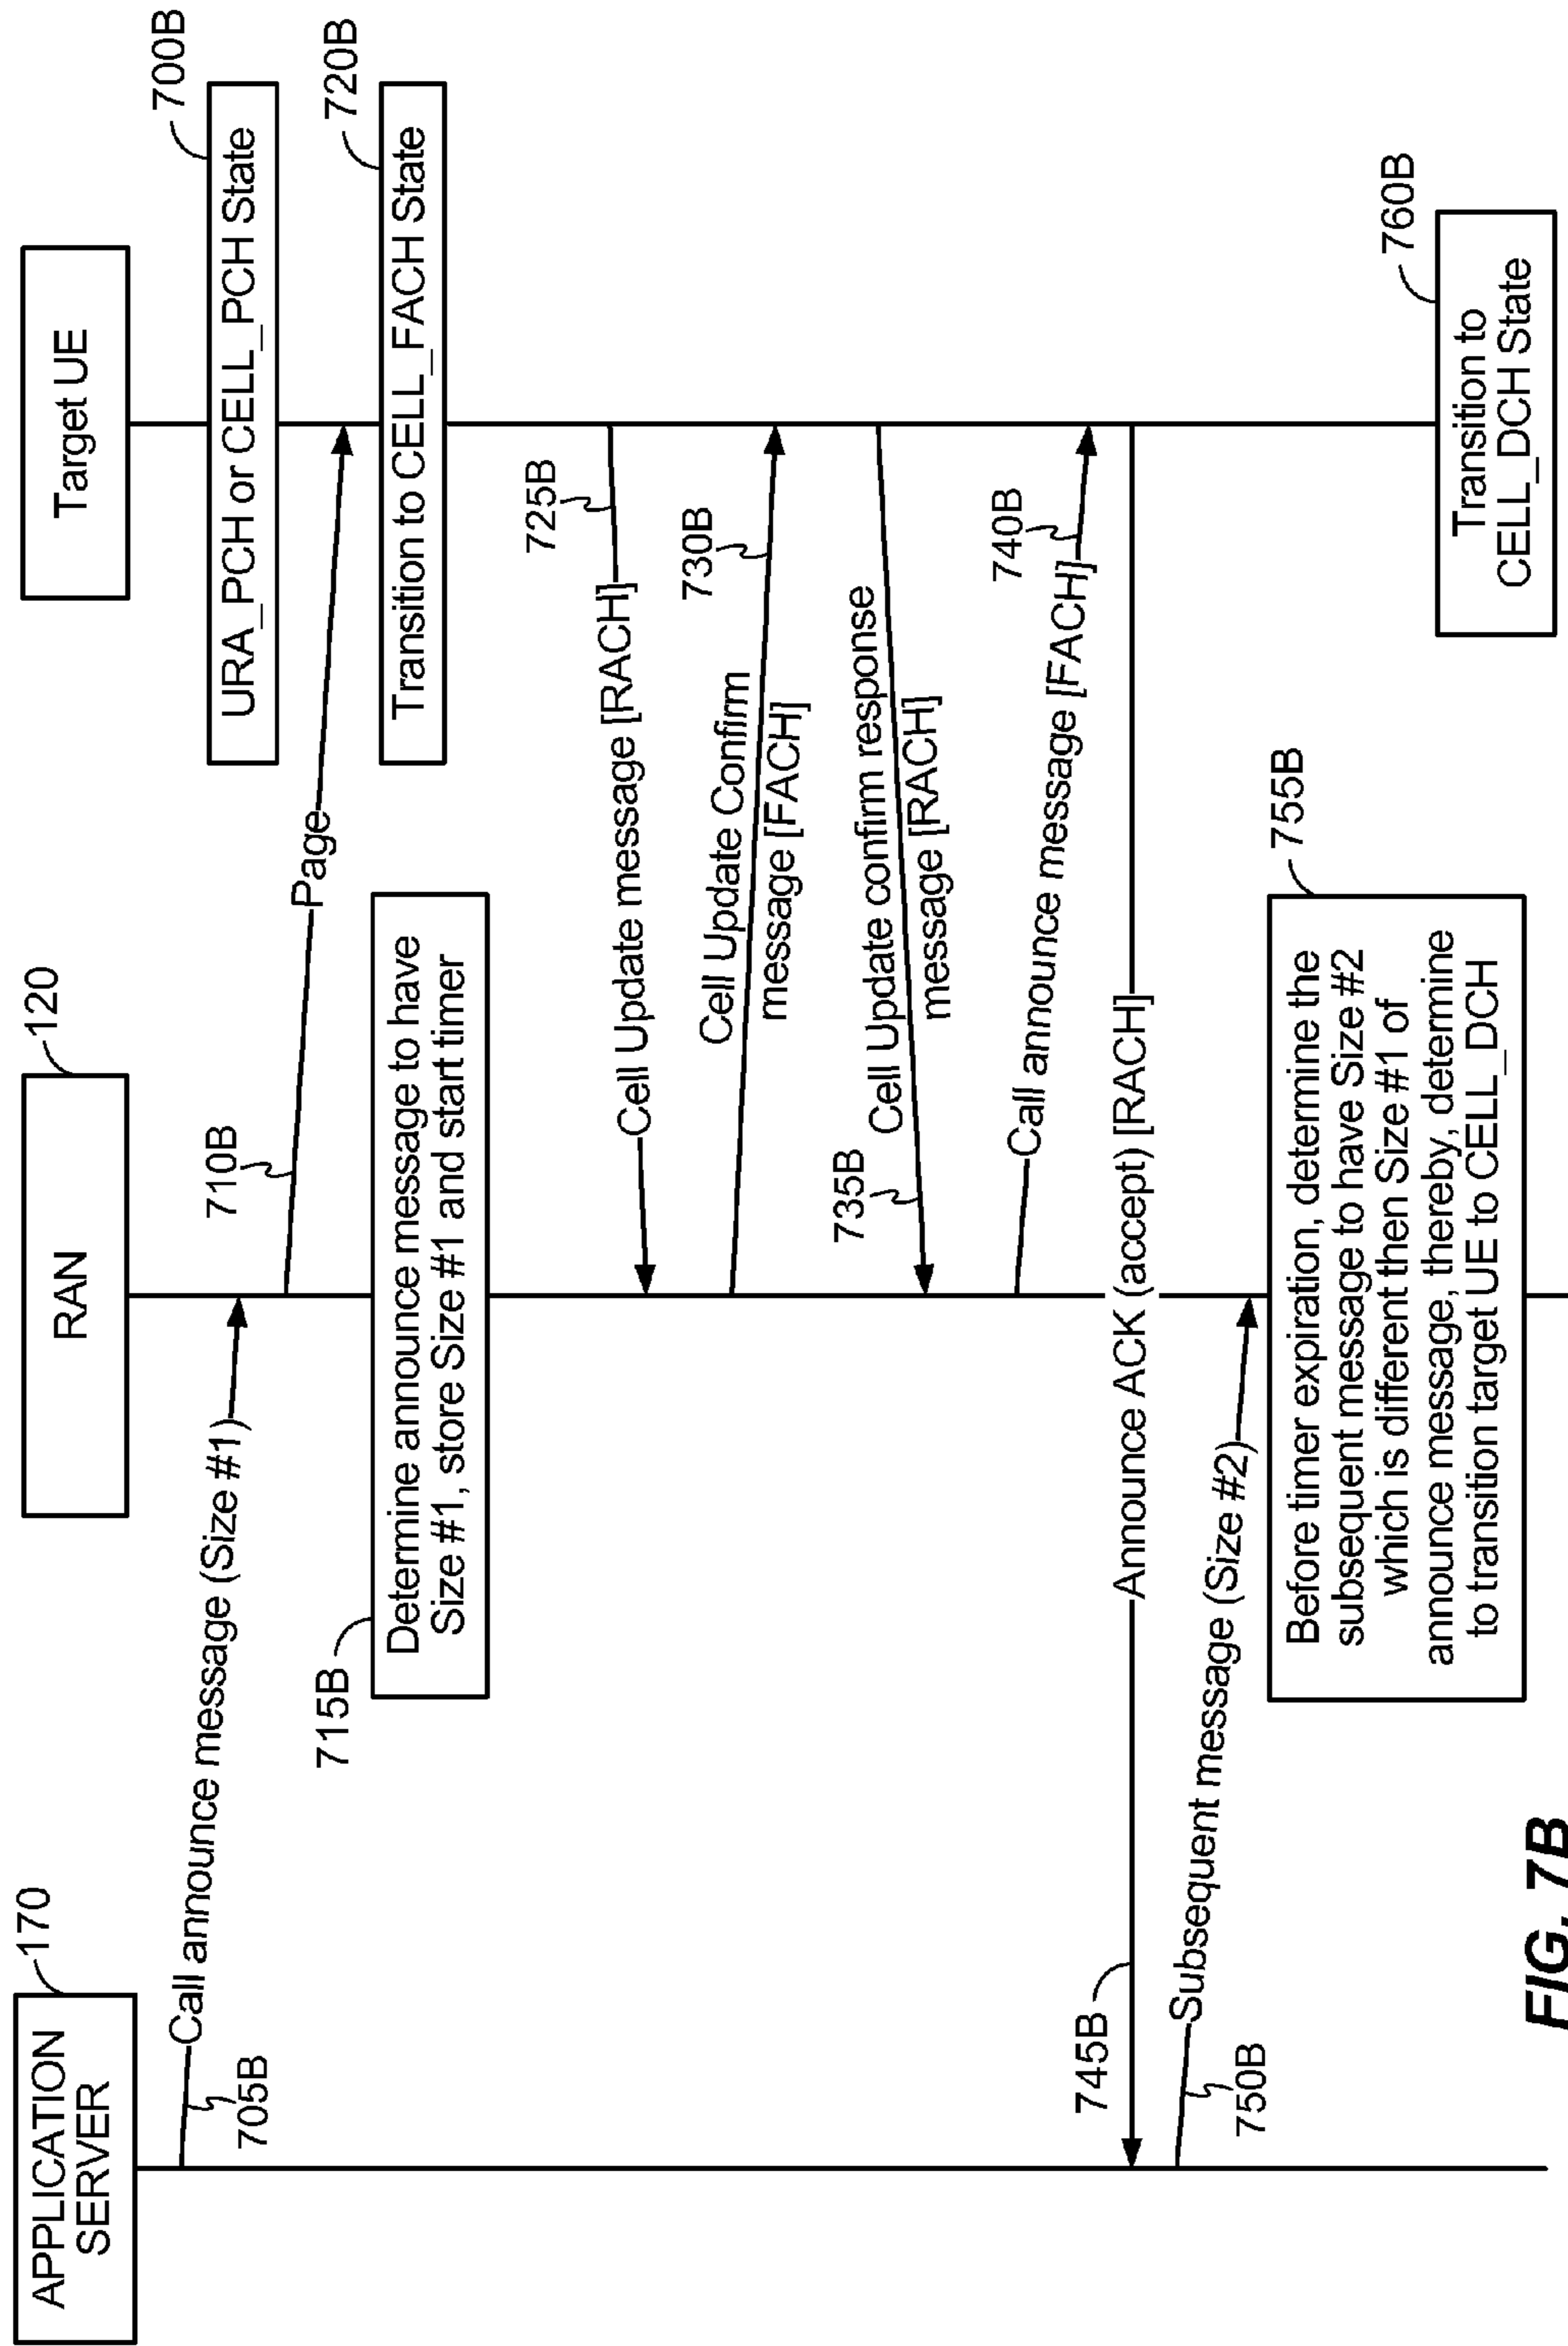 APPLICATION
SERVER
170
RAN
120
Target UE
URA_PCH or CELL_PCH State
700B
Call announce message (Size #1)
705B
710B
Page
715B
Determine announce message to have
Size #1, store Size #1 and start timer
Transition to CELL_FACH State
720B
Cell Update message [RACH]
725B
Cell Update Confirm
message [FACH]
730B
735B
Cell Update confirm response
message [RACH]
Call announce message [FACH]
740B
745B
Announce ACK (accept) [RACH]
Subsequent message (Size #2)
750B
Before timer expiration, determine the
subsequent message to have Size #2
which is different then Size #1 of
announce message, thereby, determine
to transition target UE to CELL_DCH
755B
Transition to
CELL_DCH State
760B
FIG. 7B